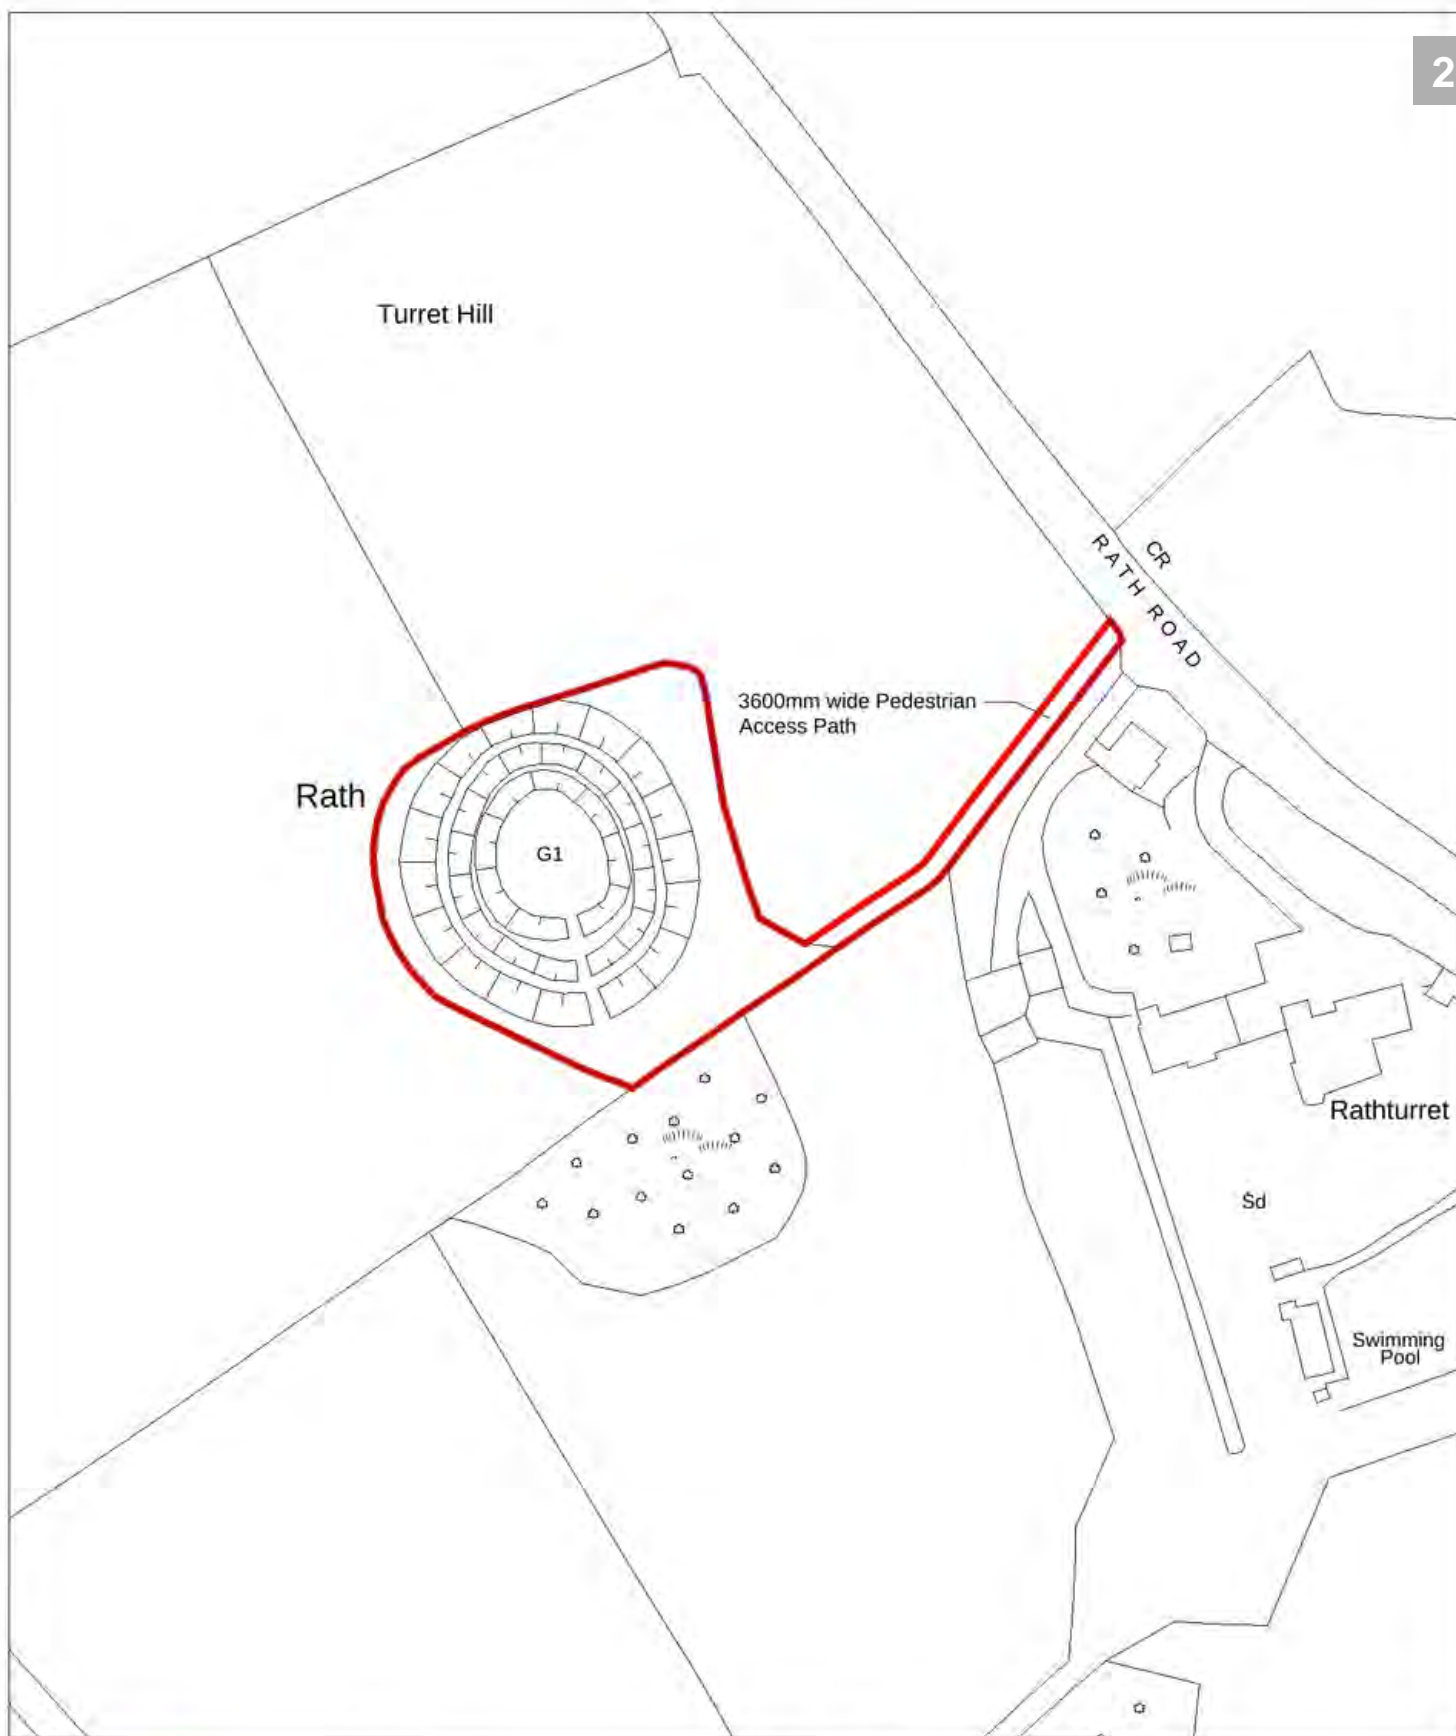 2
Turret Hill
CR
RATH ROAD
3600mm wide Pedestrian
Access Path
Rath
G1
Rathturret
Sd
Swimming
Pool